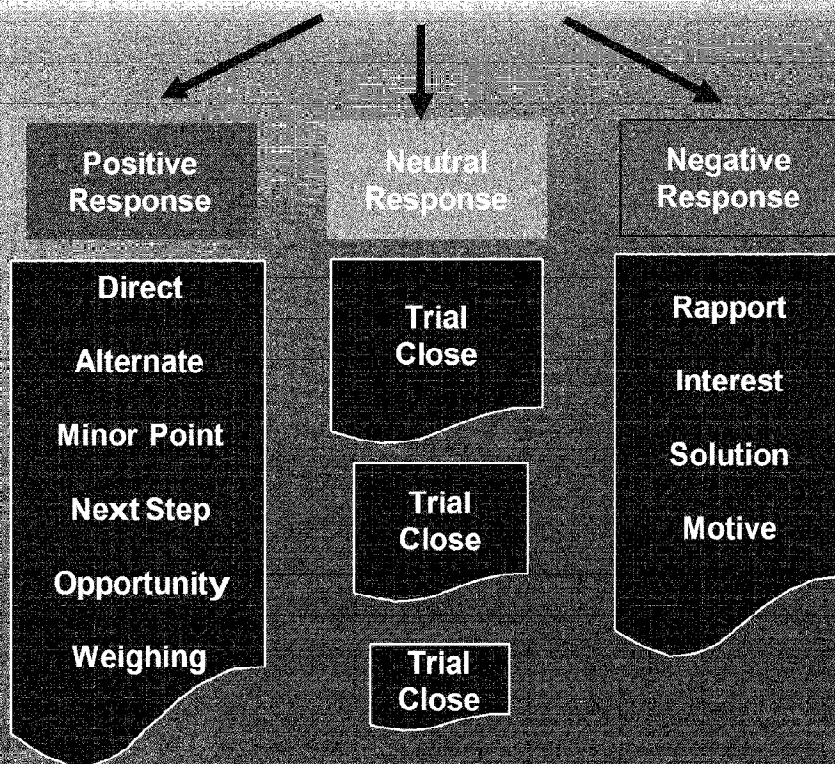 Positive
Response
Neutral
Response
Negative
Response
Direct
Alternate
Minor Point
Next Step
Opportunity
Weighing
Trial
Close
Trial
Close
Trial
Close
Rapport
Interest
Solution
Motive